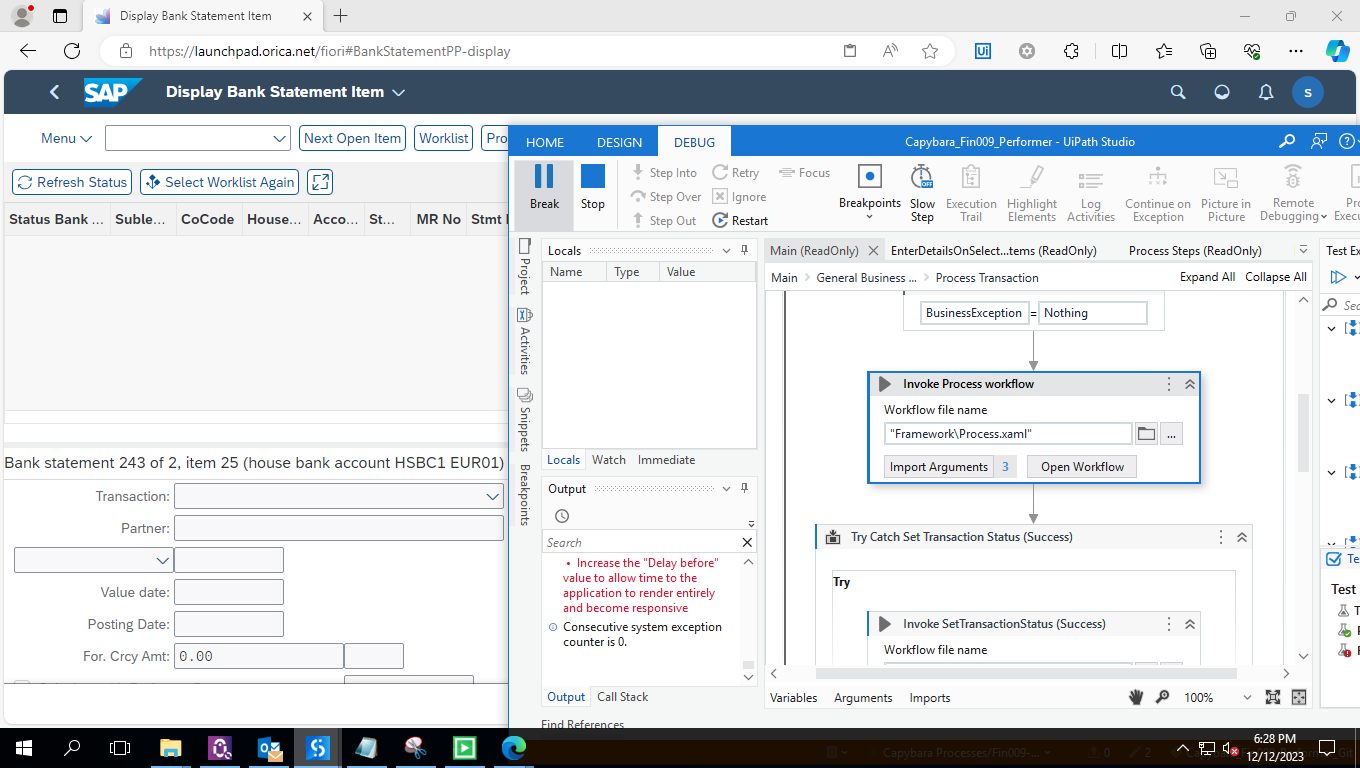 Display Bank Statement Item
https://launchpad.orica.net/fiori#BankStatementPP-display
SAP
Display Bank Statement Item
S
Menu
Next Open Item
Worklist
Refresh Status
Select Worklist Again
Status Bank ...
Suble...
CoCode
House...
Acco...
St...
MR No
Stmt
Bank statement 243 of 2, item 25 (house bank account HSBC1 EUR01)
Transaction:
Partner:
Value date:
Posting Date:
For. Crcy Amt:
0.00
HOME
DESIGN
DEBUG
Capybara_Fin009_Performer - UiPath Studio
Break
Stop
Step Into
Step Over
Step Out
Retry
Ignore
Restart
Focus
Breakpoints
Slow Step
Execution Trail
Highlight Elements
Log Activities
Continue on Exception
Picture in Picture
Remote Debugging
Project
Activities
Snippets
Breakpoints
Locals
Name
Type
Value
Locals
Watch
Immediate
Output
Search
• Increase the "Delay before"
value to allow time to the
application to render entirely
and become responsive
Consecutive system exception
counter is 0.
Output
Call Stack
Find References
Main (ReadOnly)
EnterDetailsOnSelect...tems (ReadOnly)
Process Steps (ReadOnly)
Main > General Business ... > Process Transaction
Expand All
Collapse All
BusinessException = Nothing
Invoke Process workflow
Workflow file name
"Framework\Process.xaml"
...
Import Arguments 3
Open Workflow
Try Catch Set Transaction Status (Success)
Try
Invoke SetTransactionStatus (Success)
Workflow file name
Variables
Arguments
Imports
100%
Test
Capybara Processes/Fin009-...
0
2
6:28 PM
12/12/2023